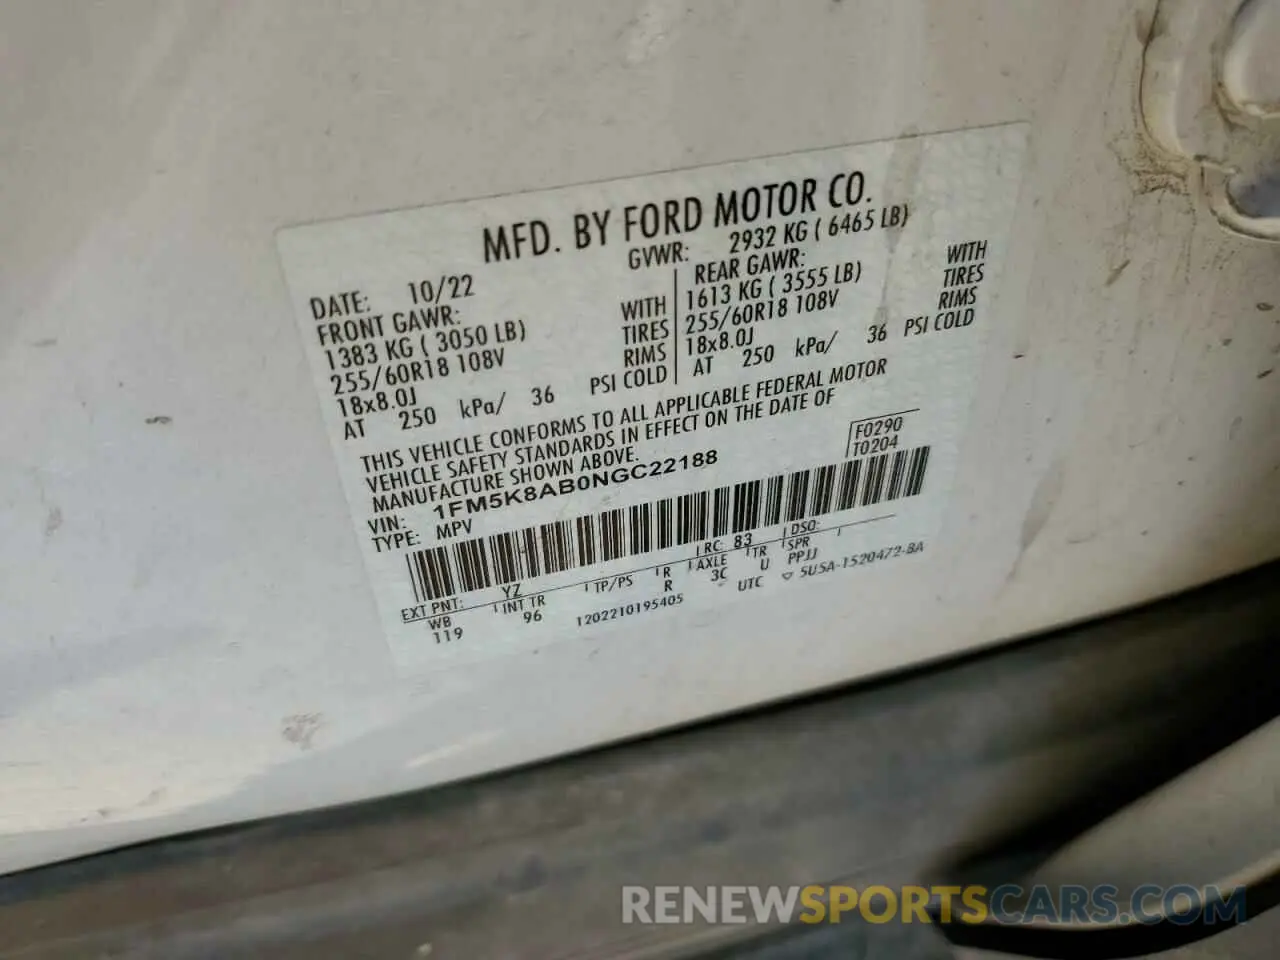 MFD. BY FORD MOTOR CO.
DATE: 10/22 GVWR: 2932 KG ( 6465 LB)
FRONT GAWR: WITH
1383 KG ( 3050 LB) TIRES
255/60R18 108V RIMS
18x8.0J
AT 250 kPa/ 36 PSI COLD
REAR GAWR: WITH
1613 KG ( 3555 LB) TIRES
255/60R18 108V RIMS
18x8.0J
AT 250 kPa/ 36 PSI COLD
THIS VEHICLE CONFORMS TO ALL APPLICABLE FEDERAL MOTOR
VEHICLE SAFETY STANDARDS IN EFFECT ON THE DATE OF
MANUFACTURE SHOWN ABOVE.
F0290
T0204
VIN: 1FM5K8AB0NGC22188
TYPE: MPV
EXT PNT: YZ RC: 83 DSO:
WB INT TR TP/PS R AXLE TR SPR
119 96 R 3C U PPJJ
1202210195405 UTC ▽ 5U5A-1520472-BA
RENEWSPORTSCARS.COM